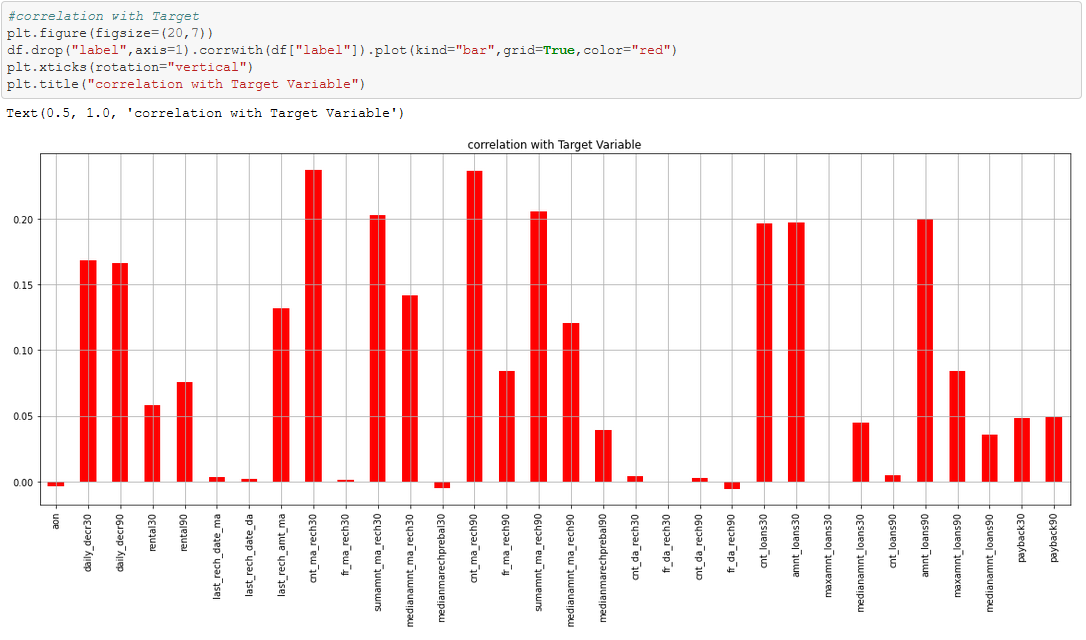 #correlation with Target
plt.figure(figsize=(20,7))
df.drop("label",axis=1).corrwith(df["label"]).plot(kind="bar",grid=True,color="red")
plt.xticks(rotation="vertical")
plt.title("correlation with Target Variable")
Text(0.5, 1.0, 'correlation with Target Variable')
correlation with Target Variable
0.20
0.15
0.10
0.05
0.00
aon
daily_decr30
daily_decr90
rental30
rental90
last_rech_date_ma
last_rech_date_da
last_rech_amt_ma
cnt_ma_rech30
fr_ma_rech30
sumamnt_ma_rech30
medianamnt_ma_rech30
medianmarechprebal30
cnt_ma_rech90
fr_ma_rech90
sumamnt_ma_rech90
medianamnt_ma_rech90
medianmarechprebal90
cnt_da_rech30
fr_da_rech30
cnt_da_rech90
fr_da_rech90
cnt_loans30
amnt_loans30
maxamnt_loans30
medianamnt_loans30
cnt_loans90
amnt_loans90
maxamnt_loans90
medianamnt_loans90
payback30
payback90